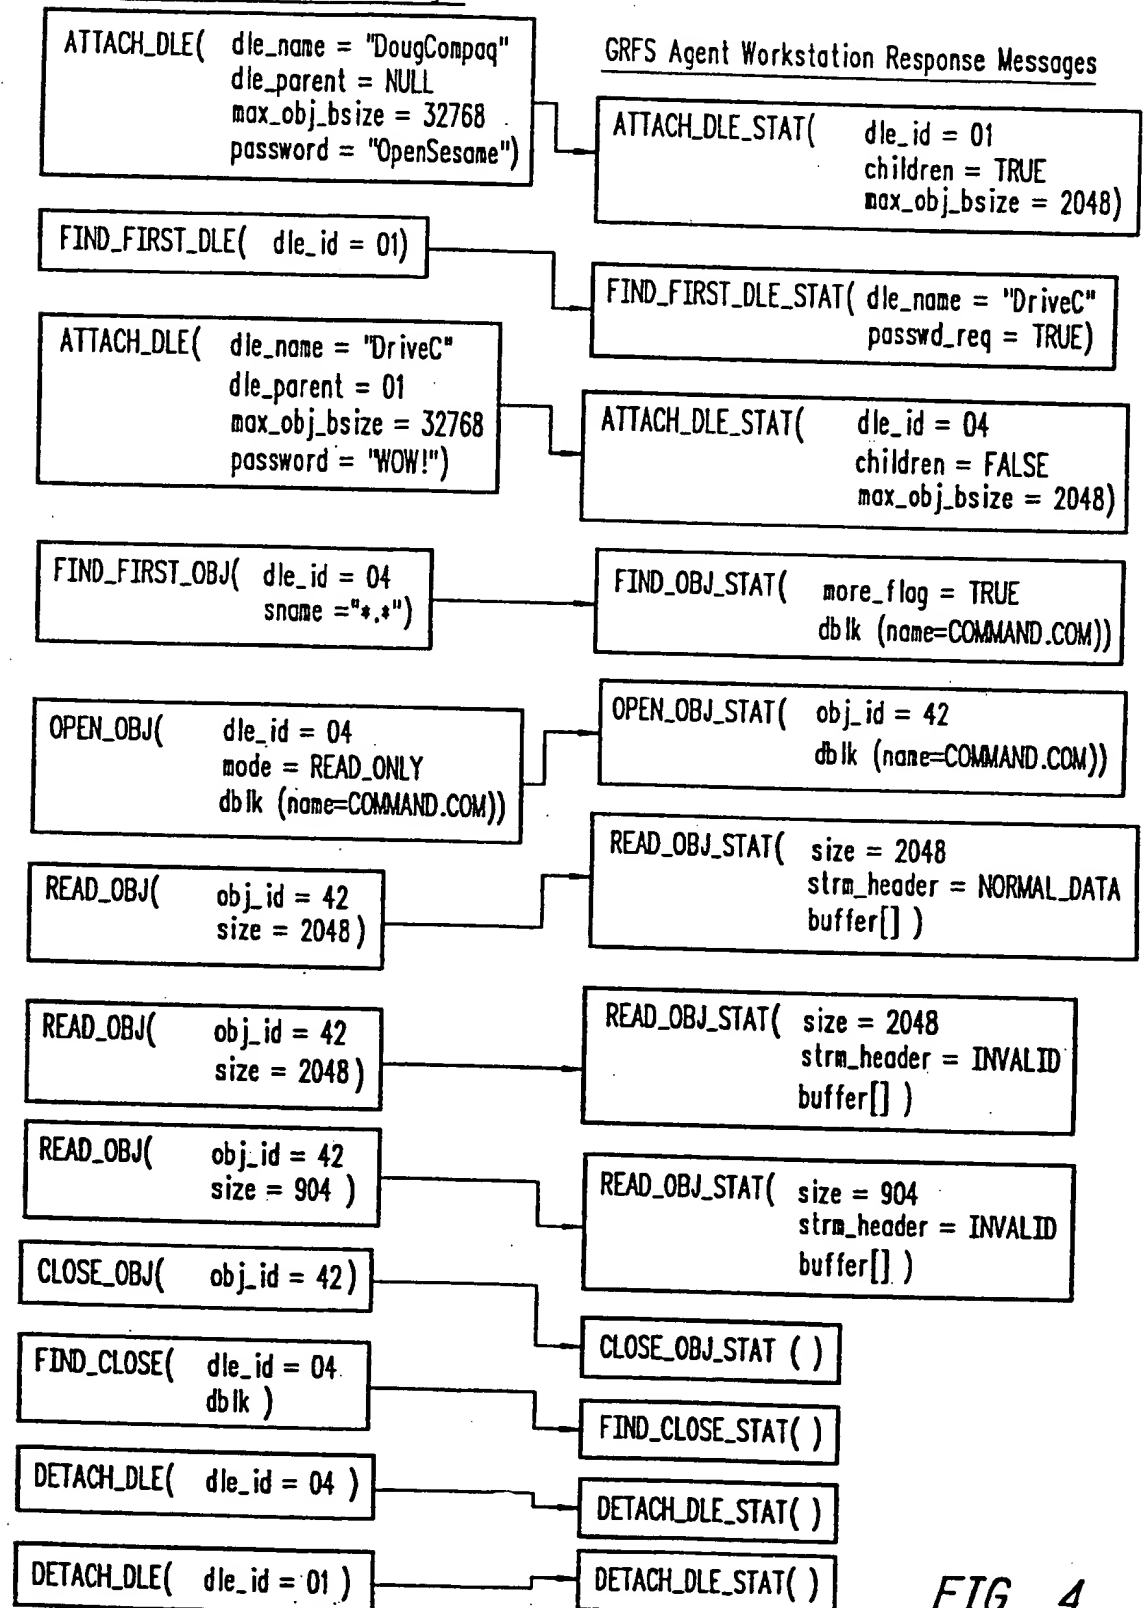 GRFS Agent Workstation Response Messages
ATTACH_DLE( dle_name = "DougCompaq"
dle_parent = NULL
max_obj_bsize = 32768
password = "OpenSesame")
ATTACH_DLE_STAT( dle_id = 01
children = TRUE
max_obj_bsize = 2048)
FIND_FIRST_DLE( dle_id = 01)
FIND_FIRST_DLE_STAT( dle_name = "DriveC"
passwd_req = TRUE)
ATTACH_DLE( dle_name = "DriveC"
dle_parent = 01
max_obj_bsize = 32768
password = "WOW!")
ATTACH_DLE_STAT( dle_id = 04
children = FALSE
max_obj_bsize = 2048)
FIND_FIRST_OBJ( dle_id = 04
sname ="*.*")
FIND_OBJ_STAT( more_flag = TRUE
dblk (name=COMMAND.COM))
OPEN_OBJ( dle_id = 04
mode = READ_ONLY
dblk (name=COMMAND.COM))
OPEN_OBJ_STAT( obj_id = 42
dblk (name=COMMAND.COM))
READ_OBJ( obj_id = 42
size = 2048)
READ_OBJ_STAT( size = 2048
strm_header = NORMAL_DATA
buffer[] )
READ_OBJ( obj_id = 42
size = 2048)
READ_OBJ_STAT( size = 2048
strm_header = INVALID
buffer[] )
READ_OBJ( obj_id = 42
size = 904 )
READ_OBJ_STAT( size = 904
strm_header = INVALID
buffer[] )
CLOSE_OBJ( obj_id = 42)
CLOSE_OBJ_STAT ( )
FIND_CLOSE( dle_id = 04
dblk )
FIND_CLOSE_STAT( )
DETACH_DLE( dle_id = 04 )
DETACH_DLE_STAT( )
DETACH_DLE( dle_id = 01 )
DETACH_DLE_STAT( )
FIG 4